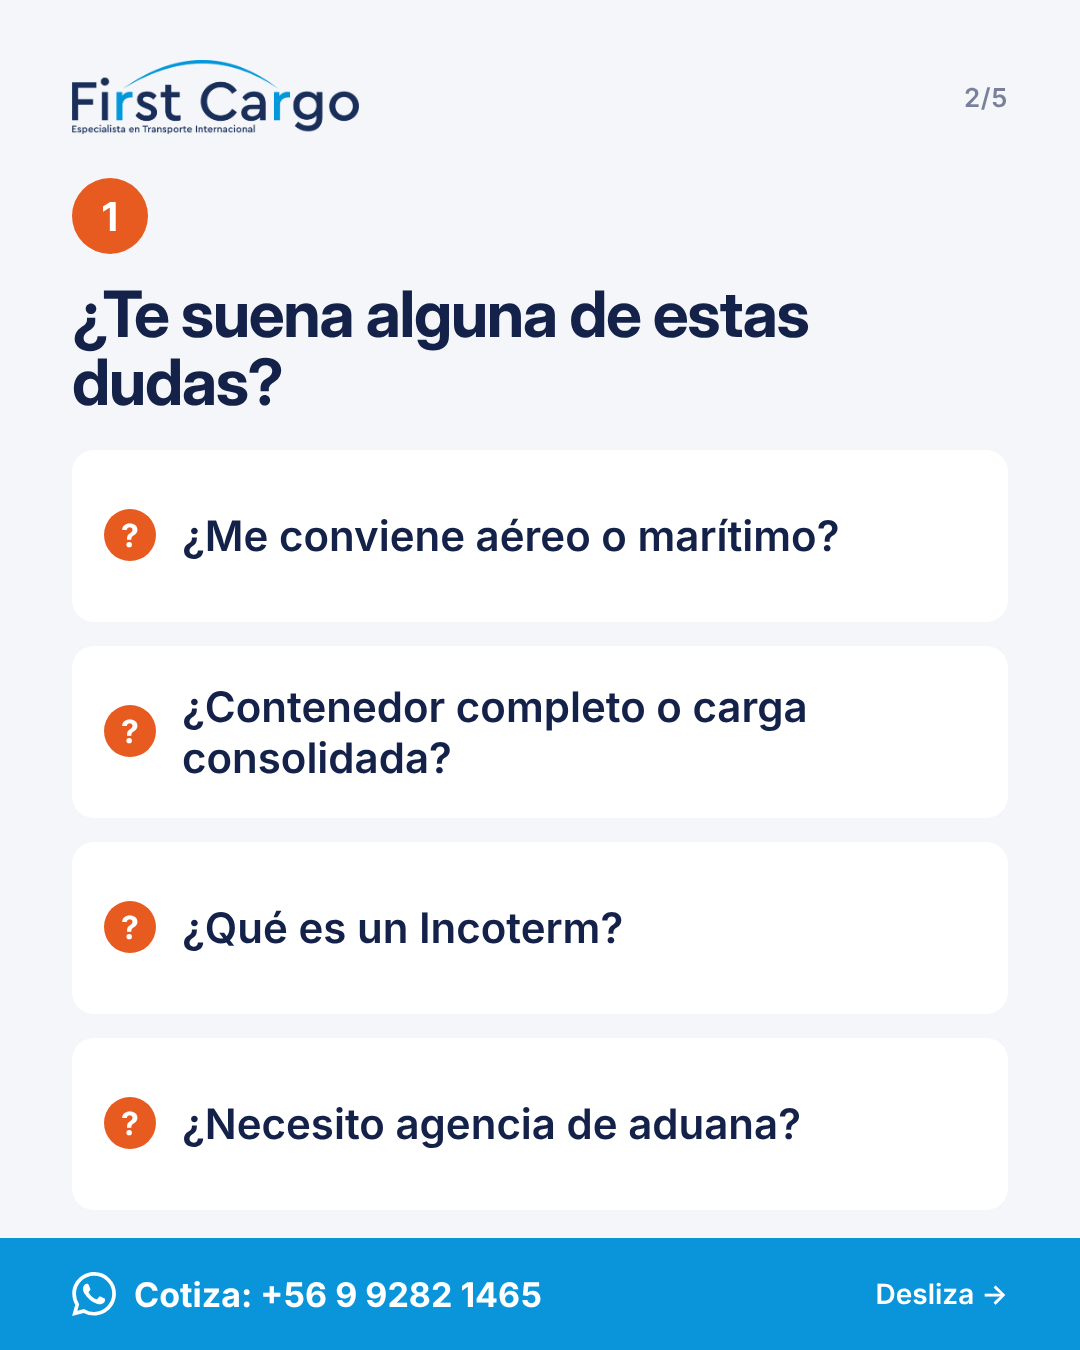 First Cargo
Especialista en Transporte Internacional
2/5
1
¿Te suena alguna de estas
dudas?
? ¿Me conviene aéreo o marítimo?
? ¿Contenedor completo o carga
consolidada?
? ¿Qué es un Incoterm?
? ¿Necesito agencia de aduana?
Cotiza: +56 9 9282 1465
Desliza →